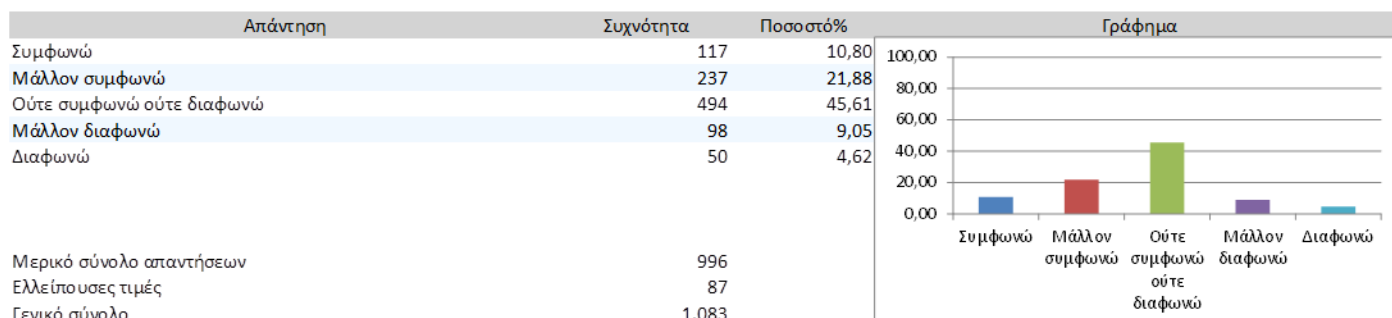 Απάντηση Συχνότητα Ποσοστό% Γράφημα
Συμφωνώ 117 10,80
Μάλλον συμφωνώ 237 21,88
Ούτε συμφωνώ ούτε διαφωνώ 494 45,61
Μάλλον διαφωνώ 98 9,05
Διαφωνώ 50 4,62
Μερικό σύνολο απαντήσεων 996
Ελλείπουσες τιμές 87
Γενικό σύνολο 1.083
100,00
80,00
60,00
40,00
20,00
0,00
Συμφωνώ Μάλλον Ούτε Μάλλον Διαφωνώ
συμφωνώ συμφωνώ διαφωνώ
ούτε
διαφωνώ